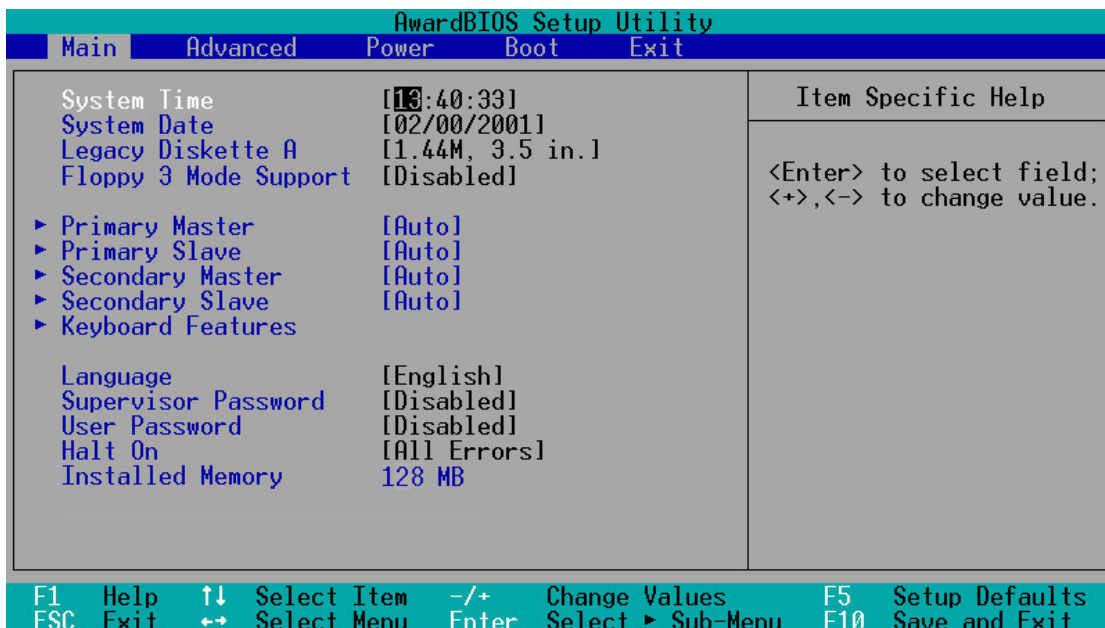 AwardBIOS Setup Utility
Main Advanced Power Boot Exit
System Time [13:40:33]
System Date [02/00/2001]
Legacy Diskette A [1.44M, 3.5 in.]
Floppy 3 Mode Support [Disabled]
► Primary Master [Auto]
► Primary Slave [Auto]
► Secondary Master [Auto]
► Secondary Slave [Auto]
► Keyboard Features
Language [English]
Supervisor Password [Disabled]
User Password [Disabled]
Halt On [All Errors]
Installed Memory 128 MB
Item Specific Help
<Enter> to select field;
<+>,<-> to change value.
F1 Help ↑↓ Select Item -/+ Change Values F5 Setup Defaults
ESC Exit ←→ Select Menu Enter Select ► Sub-Menu F10 Save and Exit